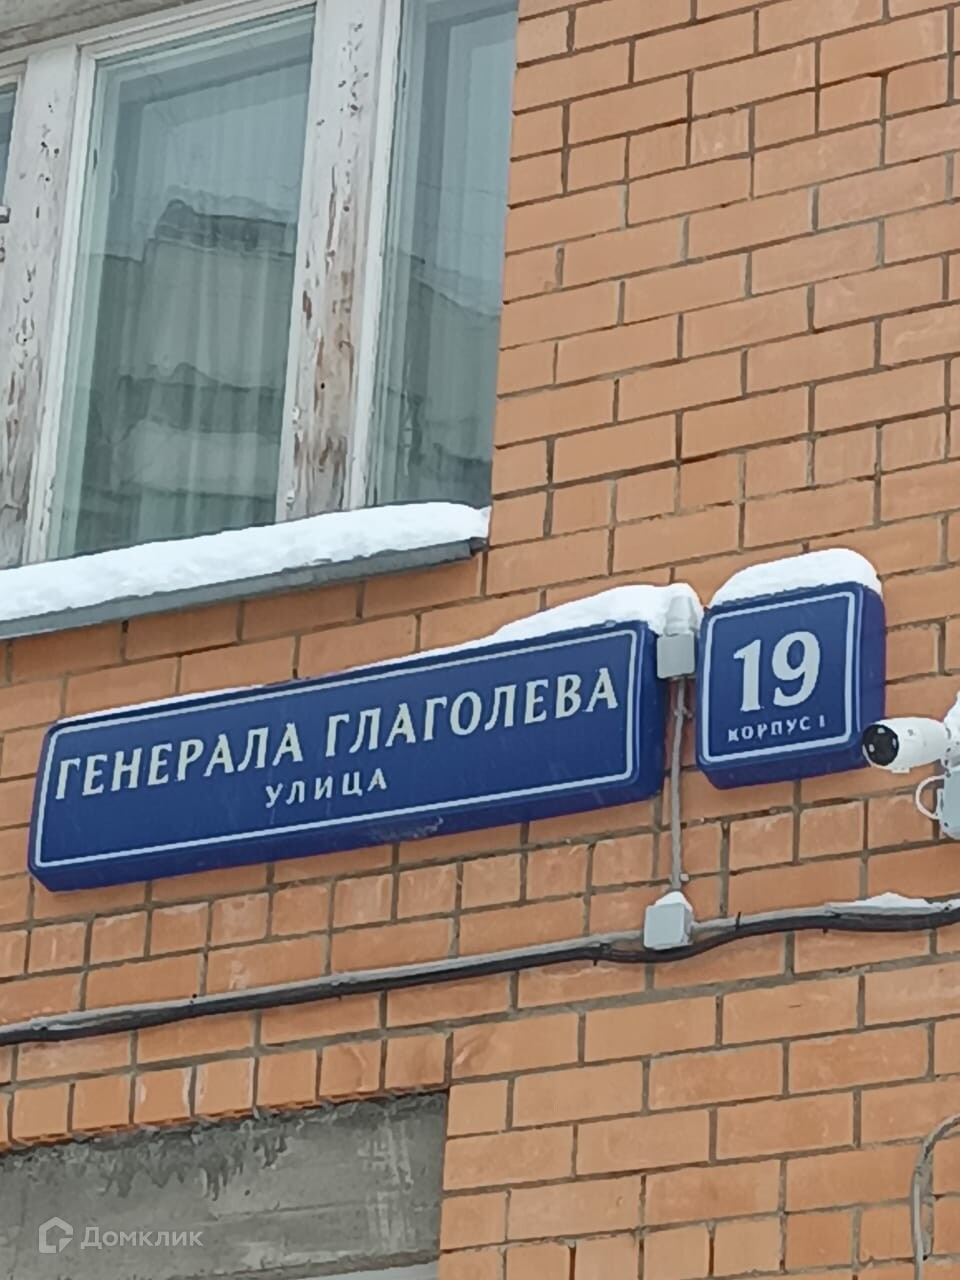 ГЕНЕРАЛА ГЛАГОЛЕВА
УЛИЦА
19
КОРПУС 1
Домклик